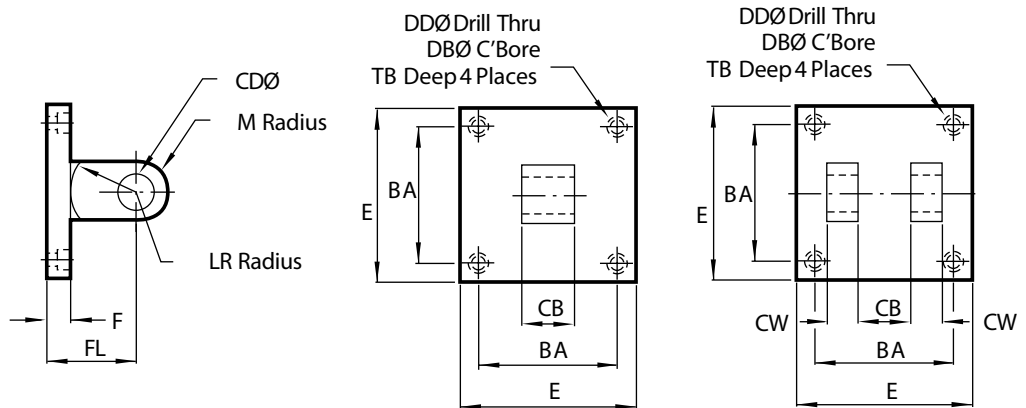 CDØ
M Radius
LR Radius
F
FL
DDØ Drill Thru
DBØ C'Bore
TB Deep 4 Places
E
BA
CB
BA
E
DDØ Drill Thru
DBØ C'Bore
TB Deep 4 Places
E
BA
CW
CB
CW
BA
E